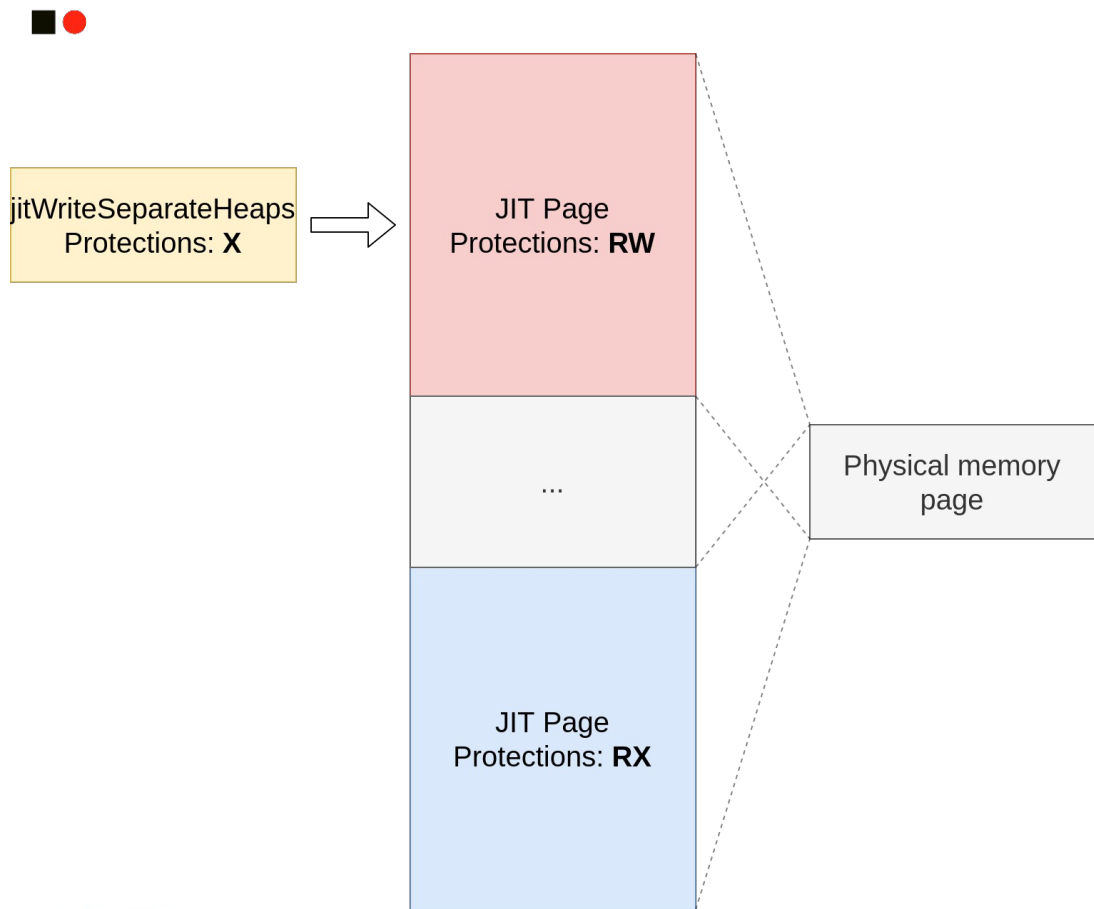 jitWriteSeparateHeaps
Protections: X
JIT Page
Protections: RW
...
Physical memory
page
JIT Page
Protections: RX